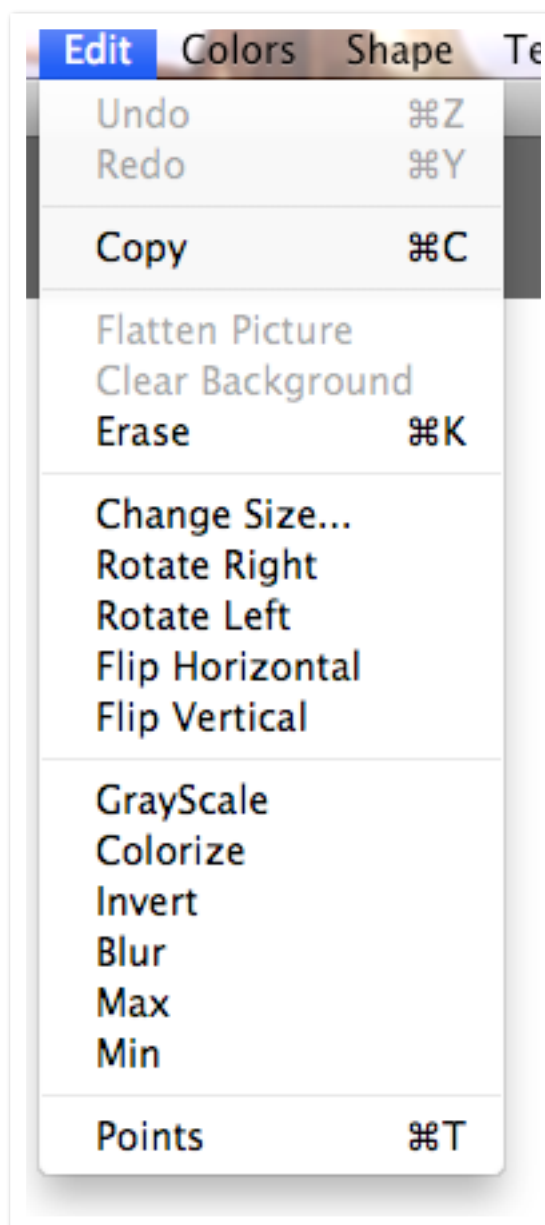 Edit Colors Shape Te
Undo ⌘Z
Redo ⌘Y
Copy ⌘C
Flatten Picture
Clear Background
Erase ⌘K
Change Size...
Rotate Right
Rotate Left
Flip Horizontal
Flip Vertical
GrayScale
Colorize
Invert
Blur
Max
Min
Points ⌘T